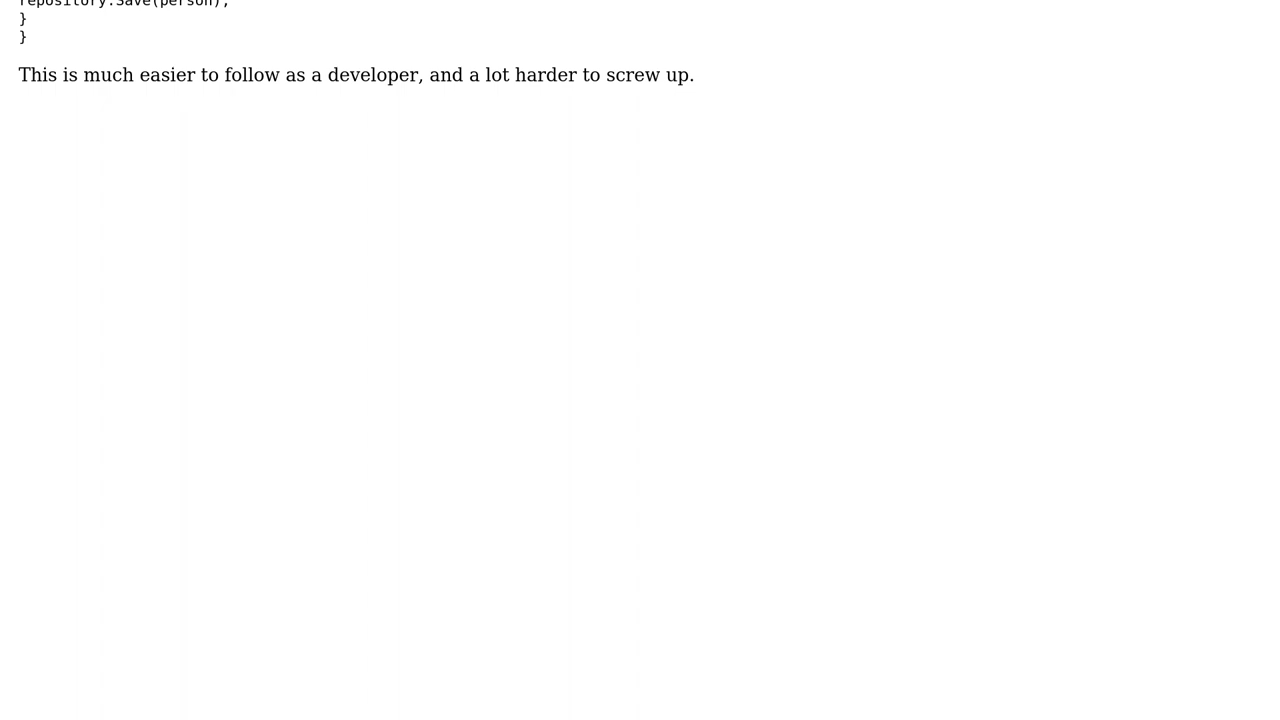 repository.Save(person);
}
}
This is much easier to follow as a developer, and a lot harder to screw up.